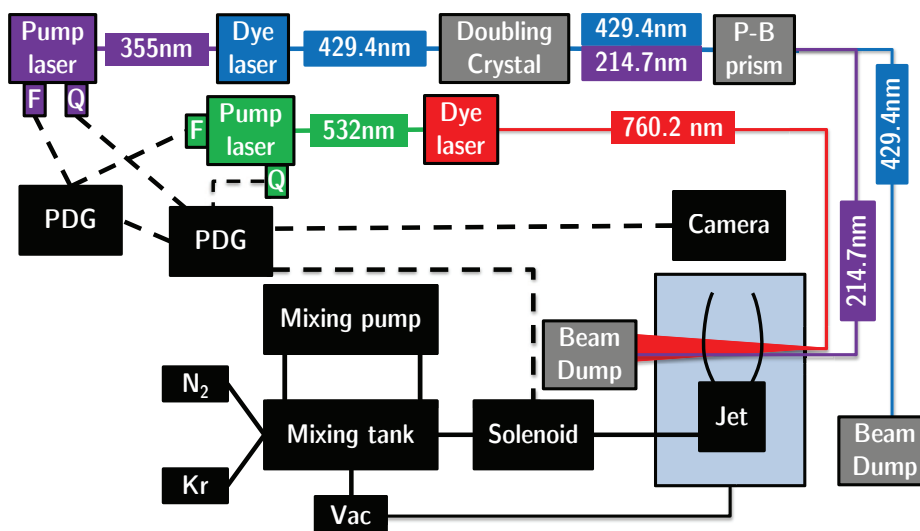 Pump
laser
355nm
Dye
laser
429.4nm
Doubling
Crystal
429.4nm
214.7nm
P-B
prism
F
Q
F
Pump
laser
532nm
Dye
laser
760.2 nm
429.4nm
Q
PDG
PDG
Camera
214.7nm
Mixing pump
Beam
Dump
N₂
Mixing tank
Solenoid
Jet
Beam
Dump
Kr
Vac